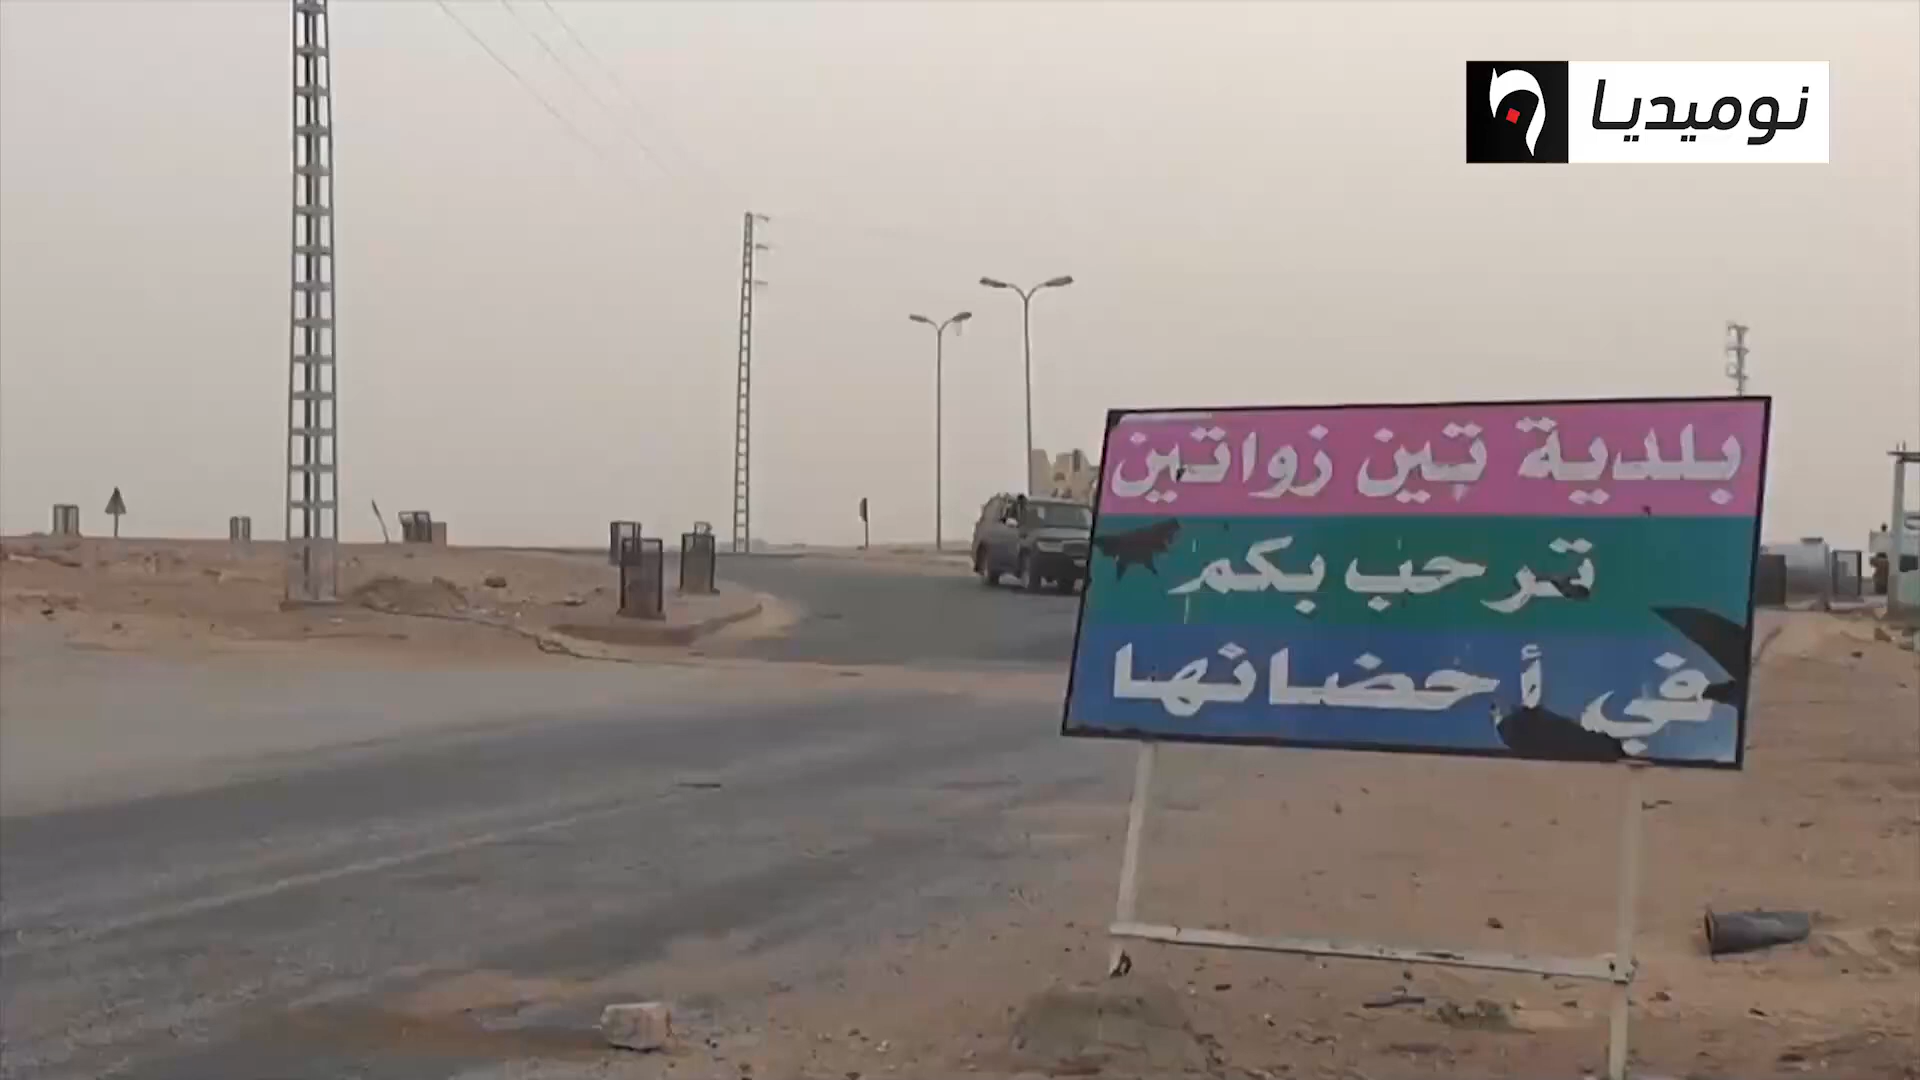 نوميديا
بلدية تين زواتين
ترحب بكم
في أحضانها